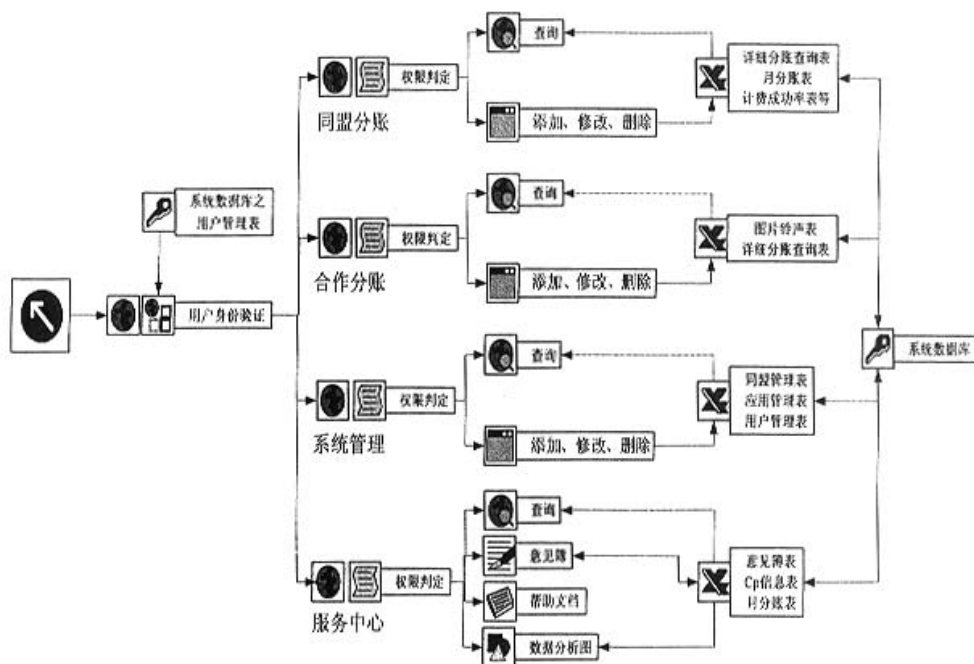 查询
详细分账查询表
月分账表
计费成功率表等
权限判定
添加、修改、删除
同盟分账
系统数据库之
用户管理表
查询
图片铃声表
详细分账查询表
权限判定
添加、修改、删除
合作分账
用户身份验证
系统数据库
查询
同盟管理表
应用管理表
用户管理表
权限判定
添加、修改、删除
系统管理
查询
意见簿
意见簿表
Cp信息表
月分账表
权限判定
帮助文档
服务中心
数据分析图